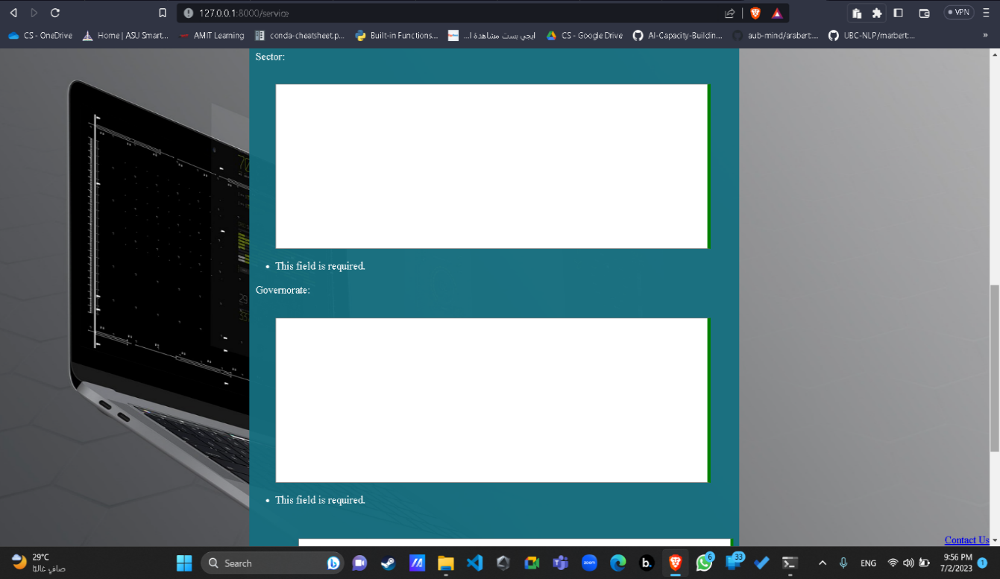 127.0.0.1:8000/service
VPN
CS - OneDrive
Home | ASU Smart...
AMIT Learning
conda-cheatsheet.p...
Built-in Functions...
ايجي بست مشاهدة ا...
CS - Google Drive
AI-Capacity-Buildin...
aub-mind/arabert:...
UBC-NLP/marbert:...
»
Sector:
This field is required.
Governorate:
This field is required.
Contact Us
29°C
صافٍ غالبًا
Search
zoom
b.
6
33
ENG
9:56 PM
7/2/2023
1